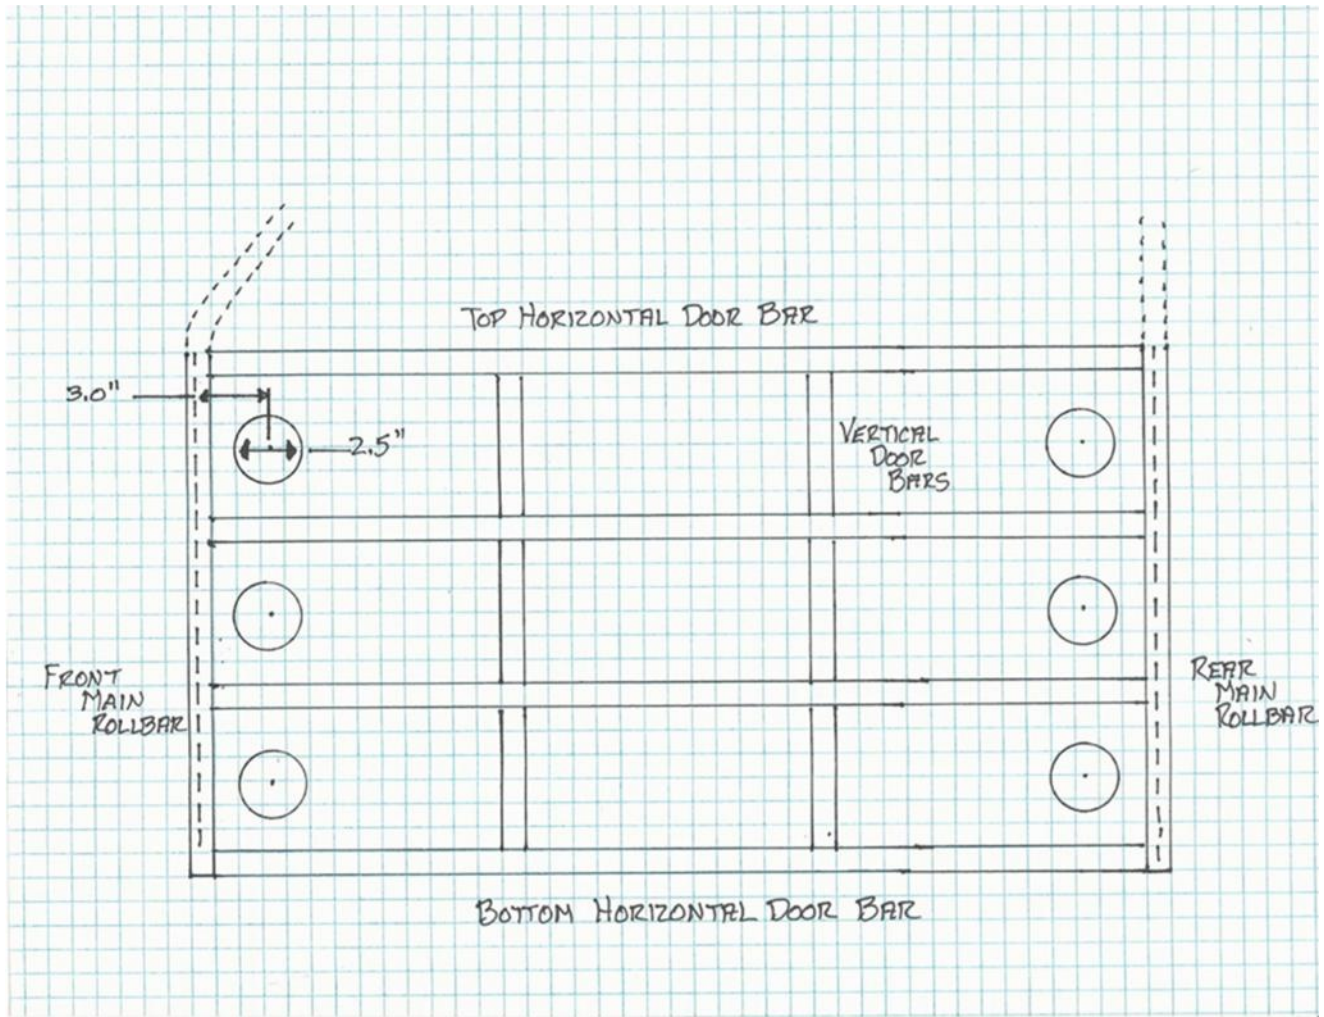 TOP HORIZONTAL DOOR BAR
3.0"
2.5"
VERTICAL
DOOR
BARS
FRONT
MAIN
ROLLBAR
REAR
MAIN
ROLLBAR
BOTTOM HORIZONTAL DOOR BAR